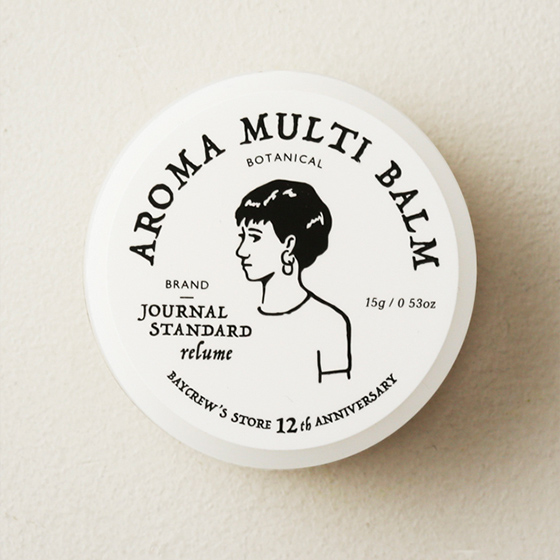 AROMA MULTI BALM
BOTANICAL
BRAND
JOURNAL
STANDARD
relume
15g / 0 53oz
BAYCREW'S STORE 12th ANNIVERSARY